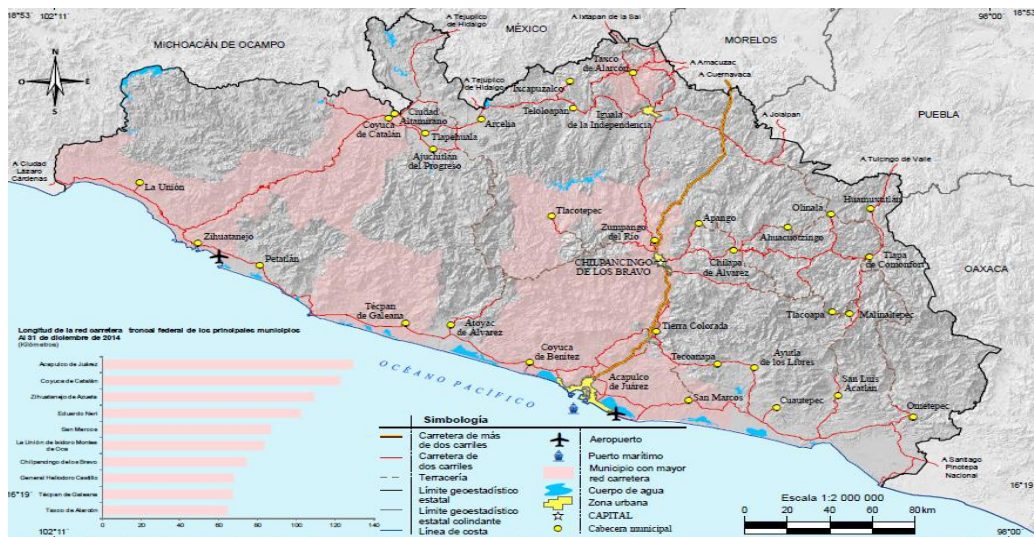 18°53'
102°11'
A Tejupilco
de Hidalgo
MÉXICO
A Ixtapan de la Sal
98°00'
18°53'
MICHOACÁN DE OCAMPO
MORELOS
N
E
S
Tasco
de Alarcón
A Amacuzac
A Cuernavaca
A Tejupilco
de Hidalgo
Ixcapuzalco
Teloloapan
Iguala
de la Independencia
Ciudad
Altamirano
Coyuca
de Catalán
Arcelia
Tlapehuala
Ajuchitlán
del Progreso
A Jolalpan
PUEBLA
A Ciudad
Lázaro
Cárdenas
La Unión
A Tulcingo de Valle
Tlacotepec
Apango
Olinalá
Huamuxtitlán
Zumpango
del Río
Ahuacuotzingo
Zihuatanejo
Petatlán
CHILPANCINGO
DE LOS BRAVO
Chilapa
de Álvarez
Tlapa
de Comonfort
OAXACA
Técpan
de Galeana
Atoyac
de Álvarez
Tierra Colorada
Tlacoapa
Malinaltepec
Coyuca
de Benítez
Tecoanapa
Ayutla
de los Libres
Acapulco
de Juárez
San Marcos
Cuautepec
San Luis
Acatlán
Ometepec
OCÉANO PACÍFICO
A Santiago
Pinotepa
Nacional
16°19'
98°00'
Longitud de la red carretera troncal federal de los principales municipios
Al 31 de diciembre de 2014
(Kilómetros)
Acapulco de Juárez
Coyuca de Catalán
Zihuatanejo de Azueta
Eduardo Neri
San Marcos
La Unión de Isidoro Montes
de Oca
Chilpancingo de los Bravo
General Heliodoro Castillo
Técpan de Galeana
Tasco de Alarcón
0 20 40 60 80 100 120 140
16°19'
102°11'
Simbología
Carretera de más
de dos carriles
Carretera de
dos carriles
Terracería
Límite geoestadístico
estatal
Límite geoestadístico
estatal colindante
Línea de costa
Aeropuerto
Puerto marítimo
Municipio con mayor
red carretera
Cuerpo de agua
Zona urbana
CAPITAL
Cabecera municipal
Escala 1:2 000 000
0 20 40 60 80 km